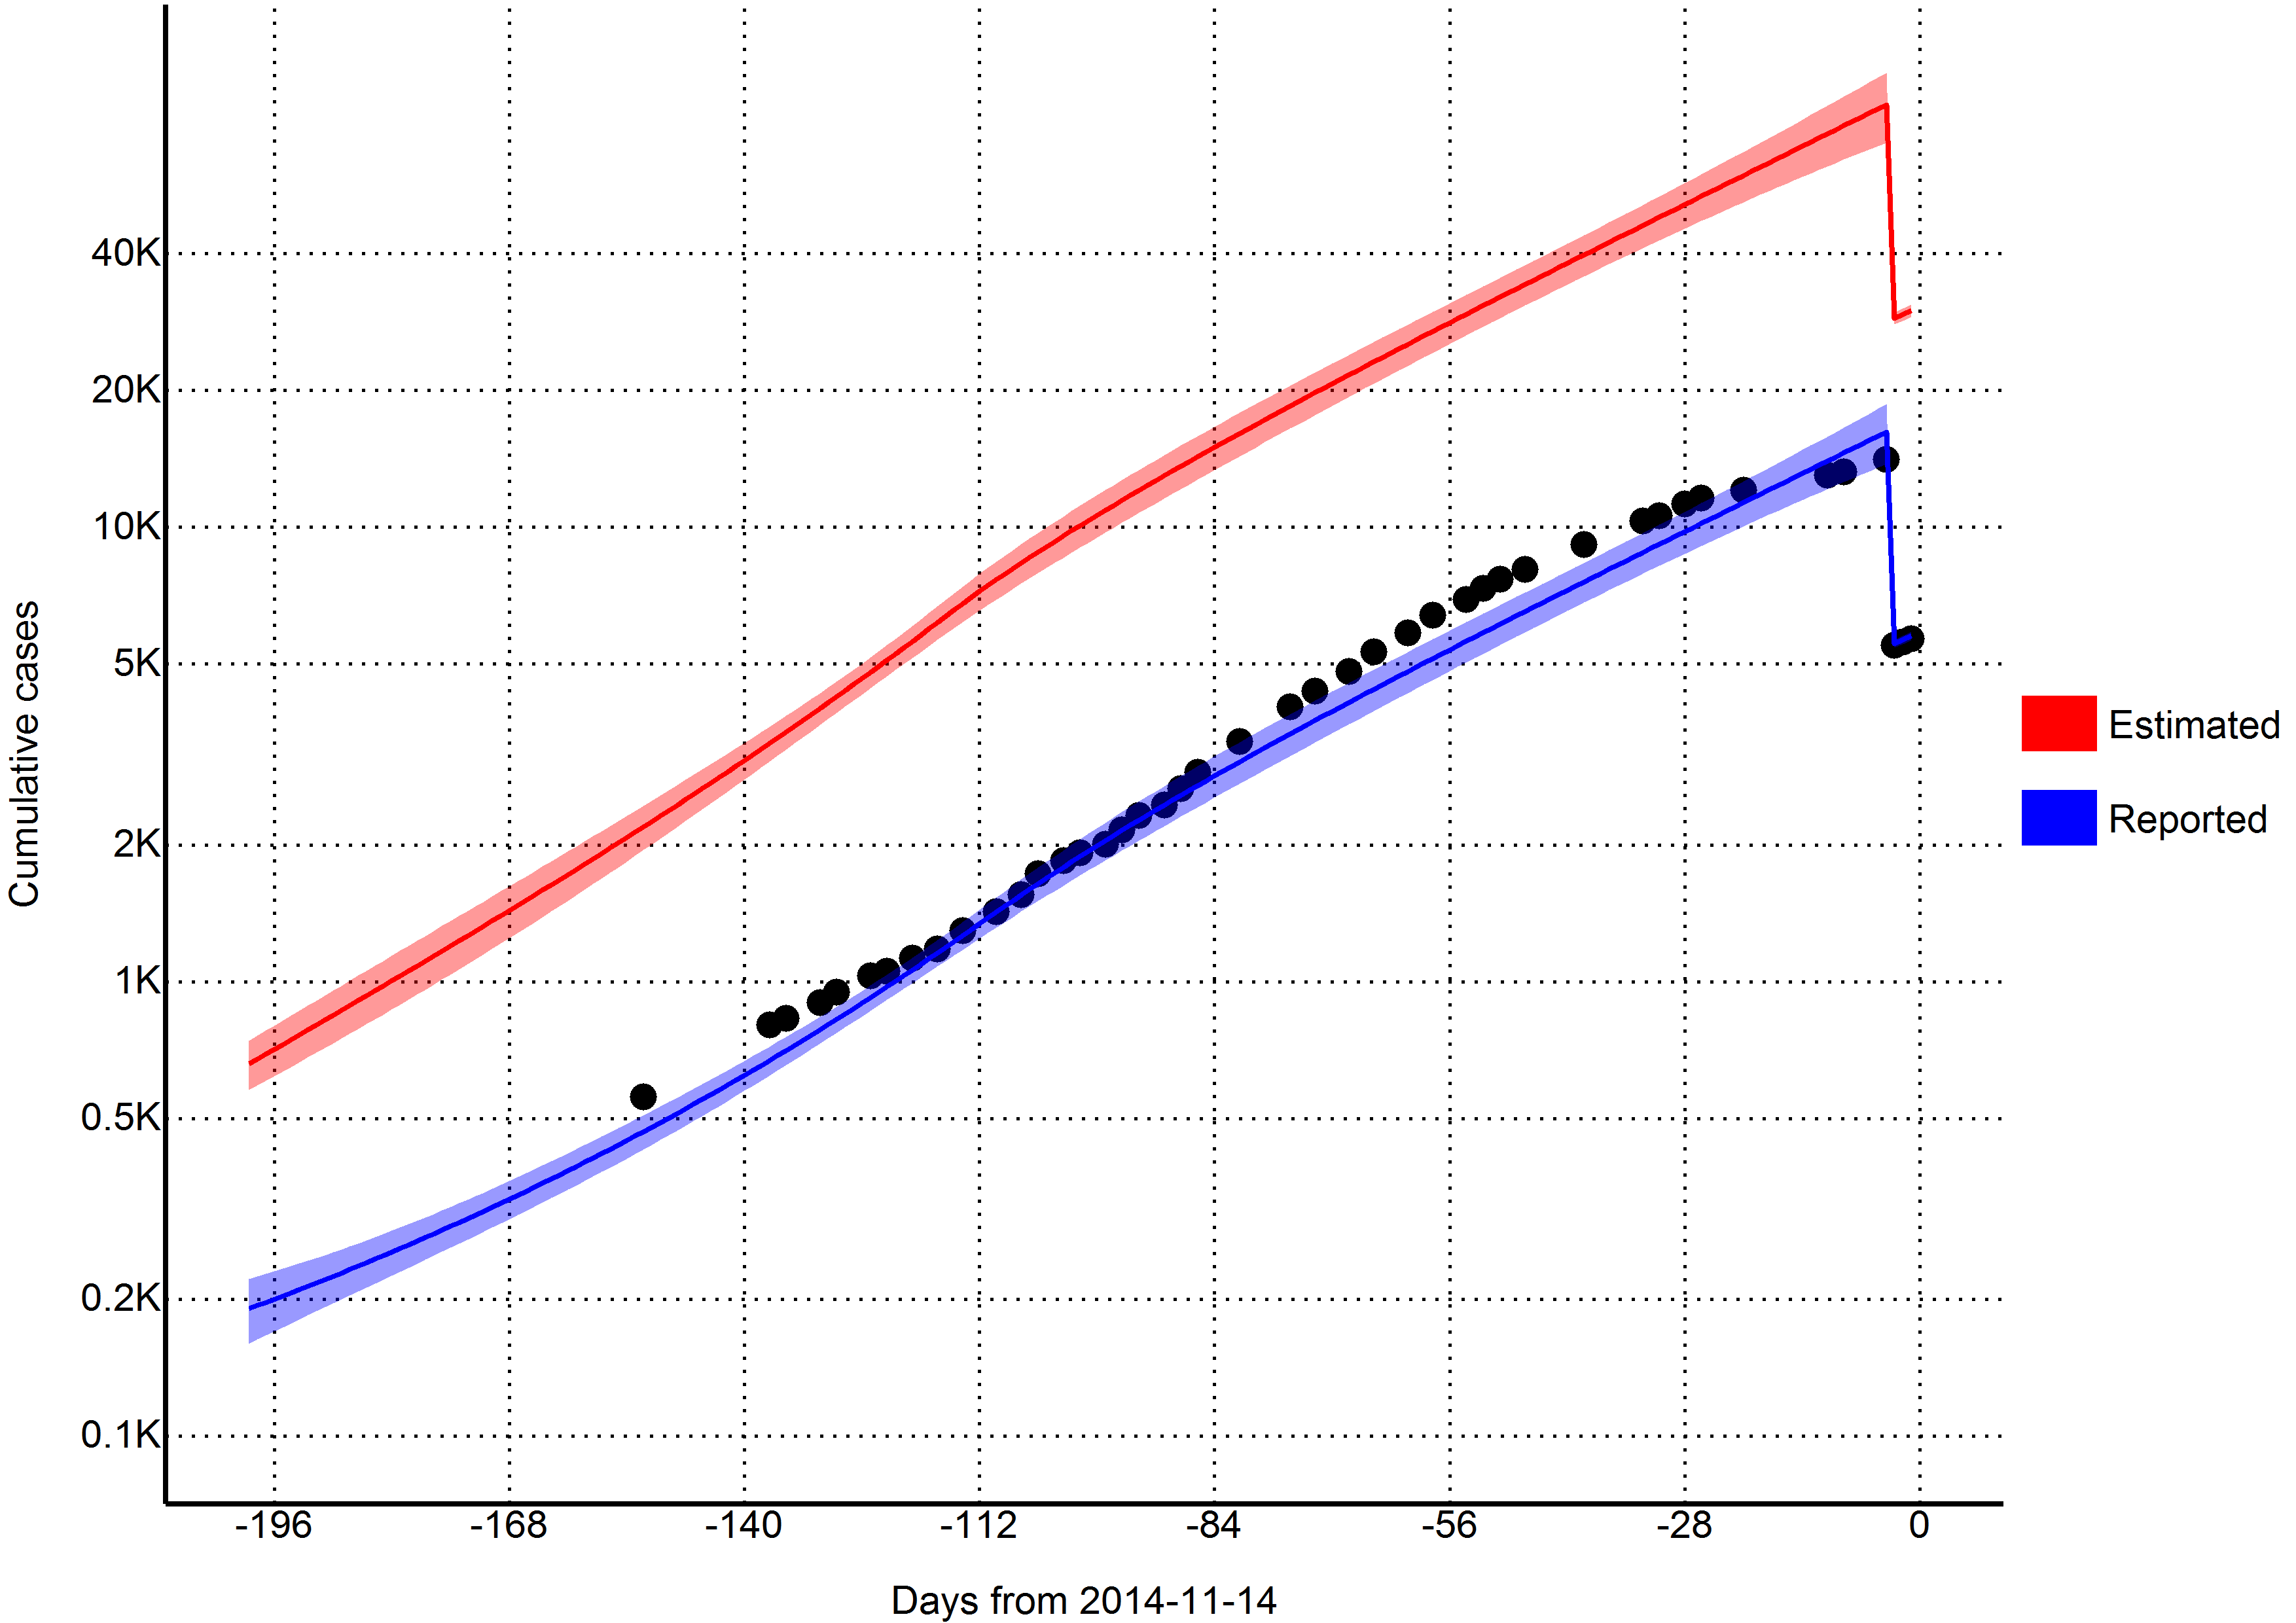 Cumulative cases
40K
20K
10K
5K
2K
1K
0.5K
0.2K
0.1K
-196 -168 -140 -112 -84 -56 -28 0
Days from 2014-11-14
Estimated
Reported